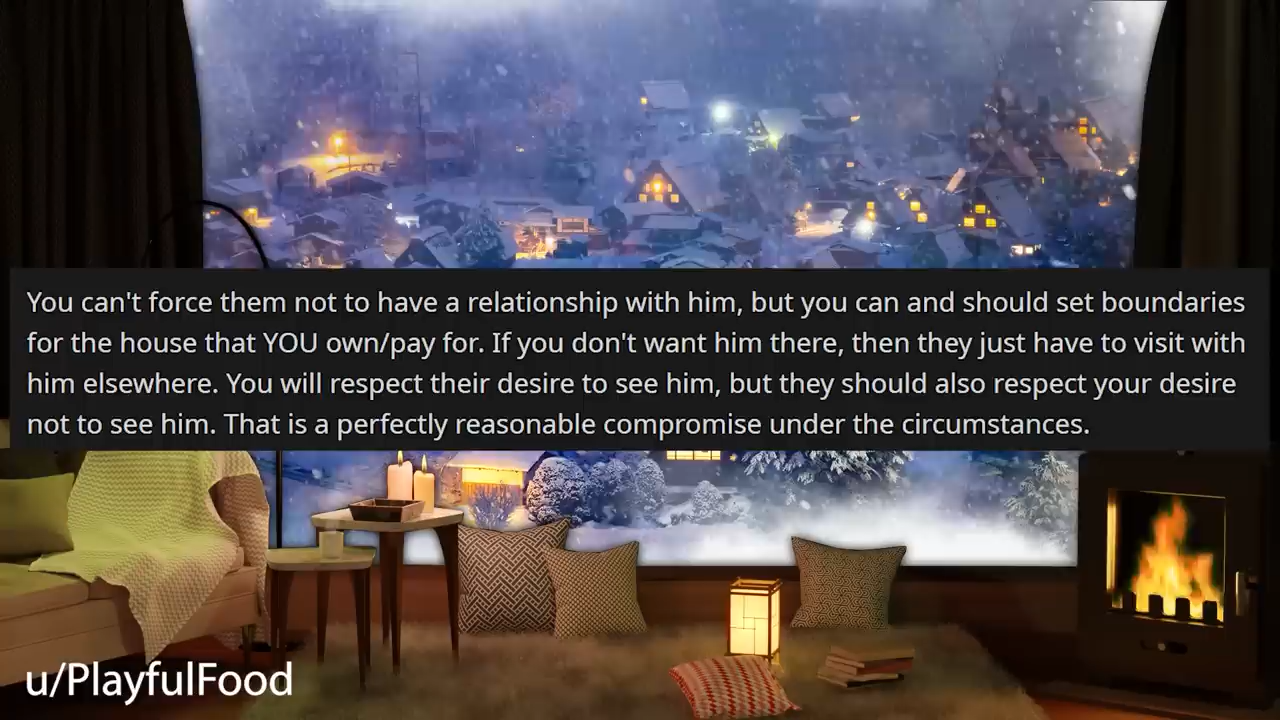 You can't force them not to have a relationship with him, but you can and should set boundaries
for the house that YOU own/pay for. If you don't want him there, then they just have to visit with
him elsewhere. You will respect their desire to see him, but they should also respect your desire
not to see him. That is a perfectly reasonable compromise under the circumstances.
u/PlayfulFood